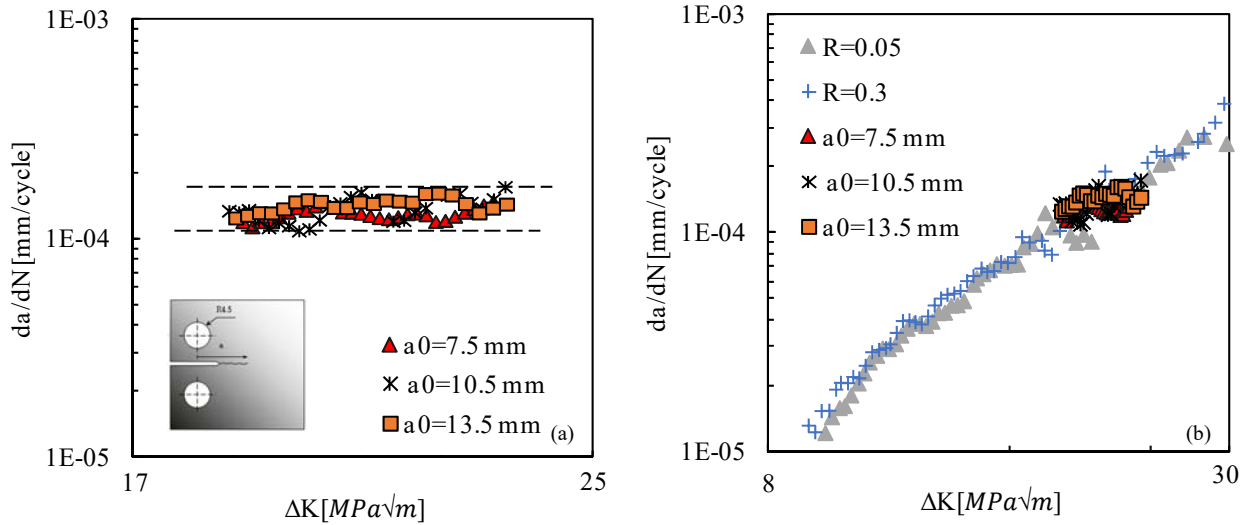 1E-03
1E-04
1E-05
da/dN[mm/cycle]
R4.5
a
a0=7.5 mm
a0=10.5 mm
a0=13.5 mm
(a)
17
25
ΔK[MPa√m]
1E-03
1E-04
1E-05
da/dN[mm/cycle]
R=0.05
R=0.3
a0=7.5 mm
a0=10.5 mm
a0=13.5 mm
(b)
8
30
ΔK[MPa√m]